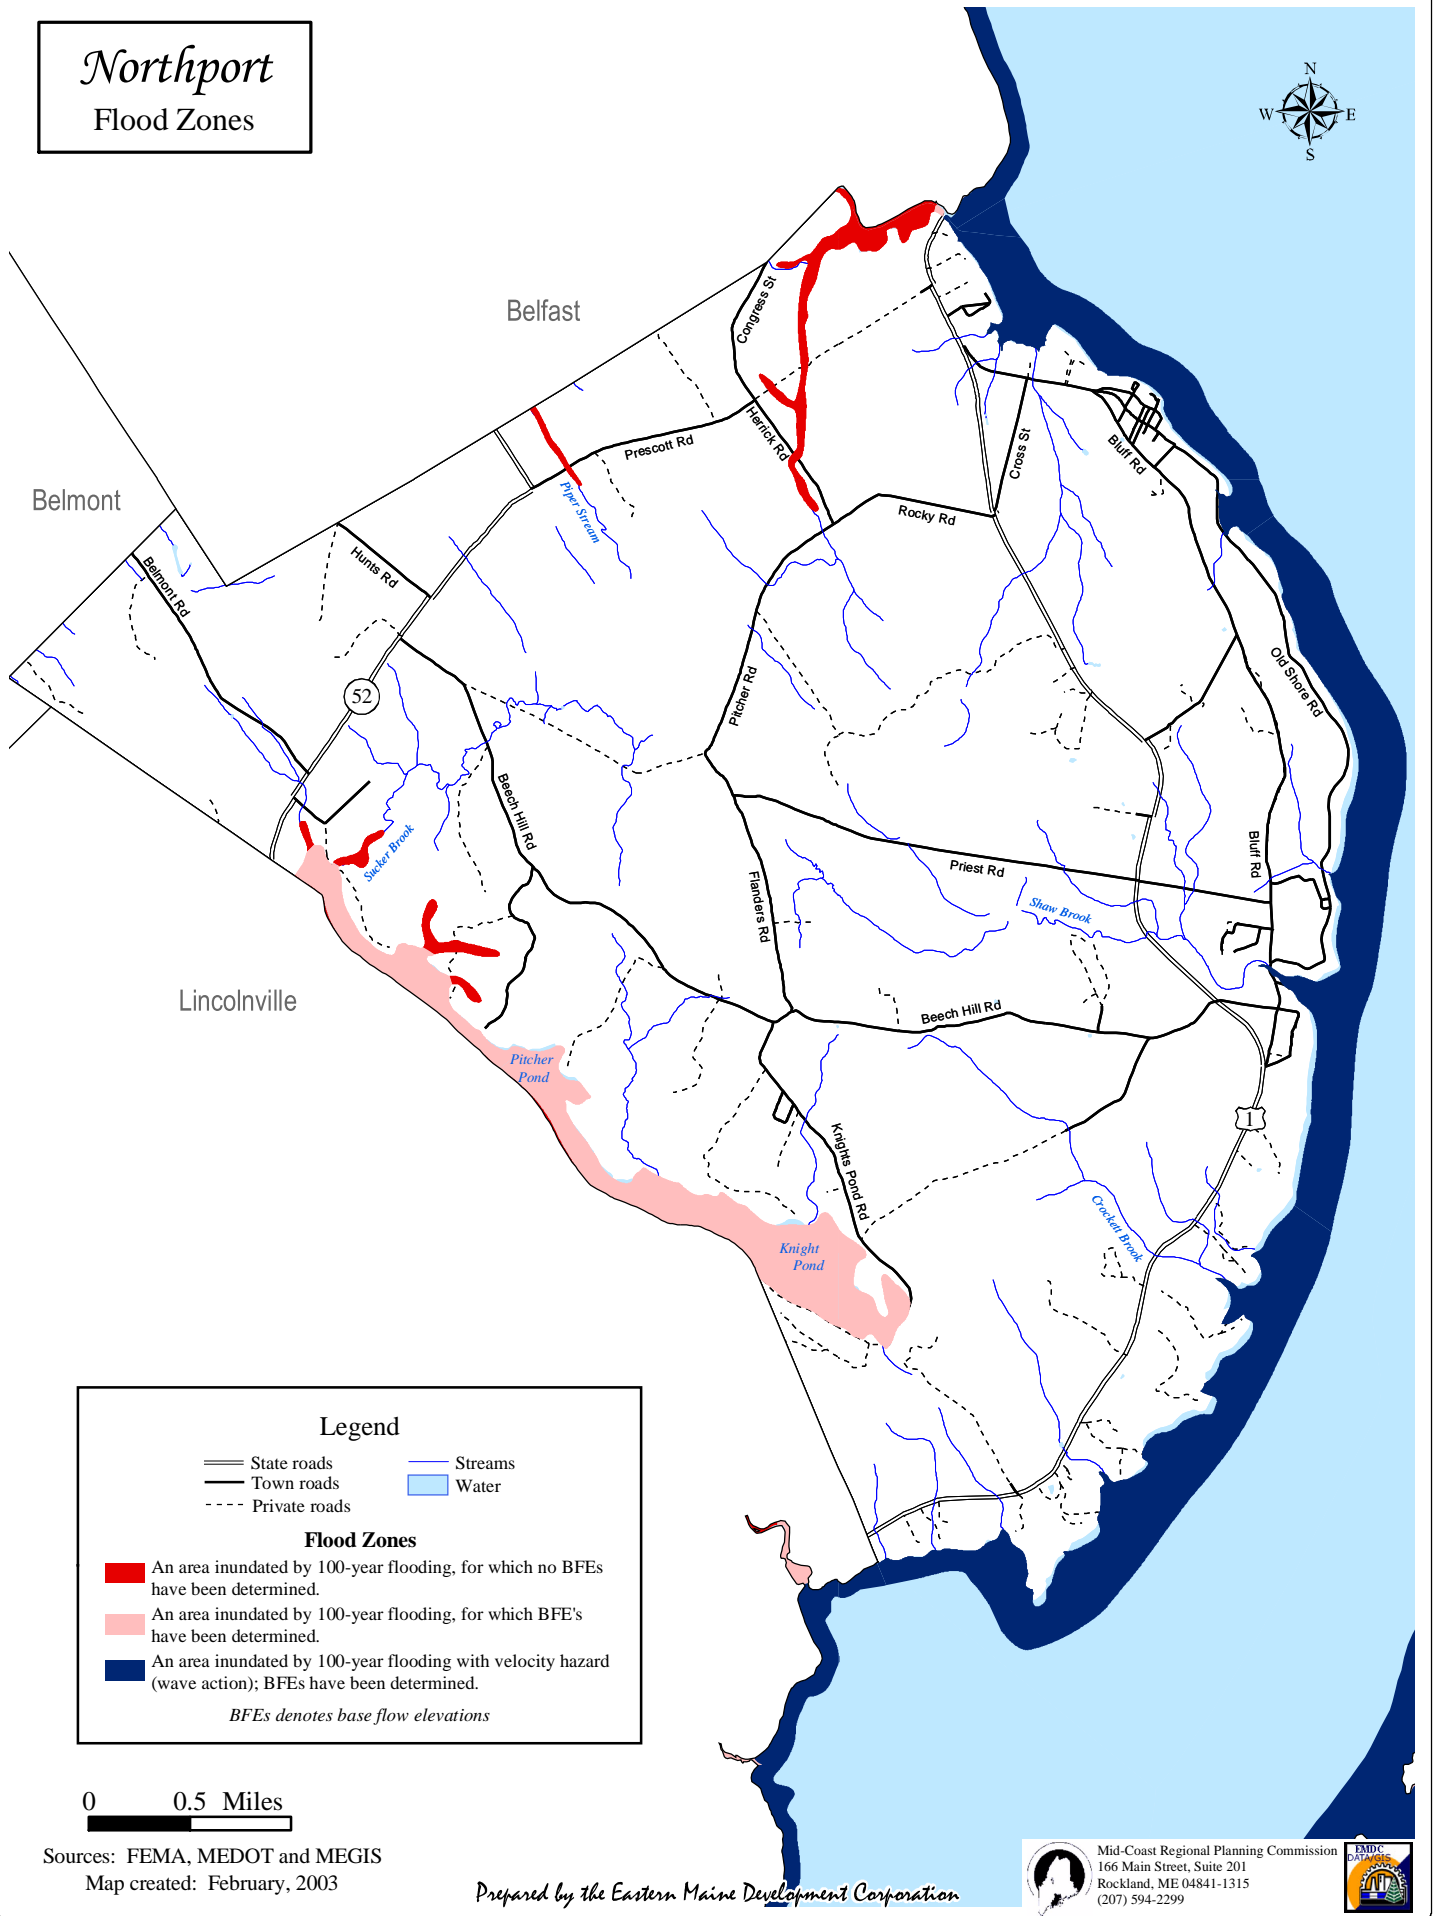 Northport
Flood Zones
N
W
E
S
Belfast
Congress St
Herrick Rd
Prescott Rd
Piper Stream
Cross St
Bluff Rd
Rocky Rd
Belmont
Belmont Rd
Hunts Rd
52
Pitcher Rd
Old Shore Rd
Beech Hill Rd
Sucker Brook
Flanders Rd
Priest Rd
Bluff Rd
Shaw Brook
Lincolnville
Beech Hill Rd
Pitcher
Pond
1
Knights Pond Rd
Crockett Brook
Knight
Pond
Legend
State roads
Town roads
Private roads
Streams
Water
Flood Zones
An area inundated by 100-year flooding, for which no BFEs
have been determined.
An area inundated by 100-year flooding, for which BFE's
have been determined.
An area inundated by 100-year flooding with velocity hazard
(wave action); BFEs have been determined.
BFEs denotes base flow elevations
0 0.5 Miles
Sources: FEMA, MEDOT and MEGIS
Map created: February, 2003
Prepared by the Eastern Maine Development Corporation
Mid-Coast Regional Planning Commission
166 Main Street, Suite 201
Rockland, ME 04841-1315
(207) 594-2299
EMDC
DATA/GIS